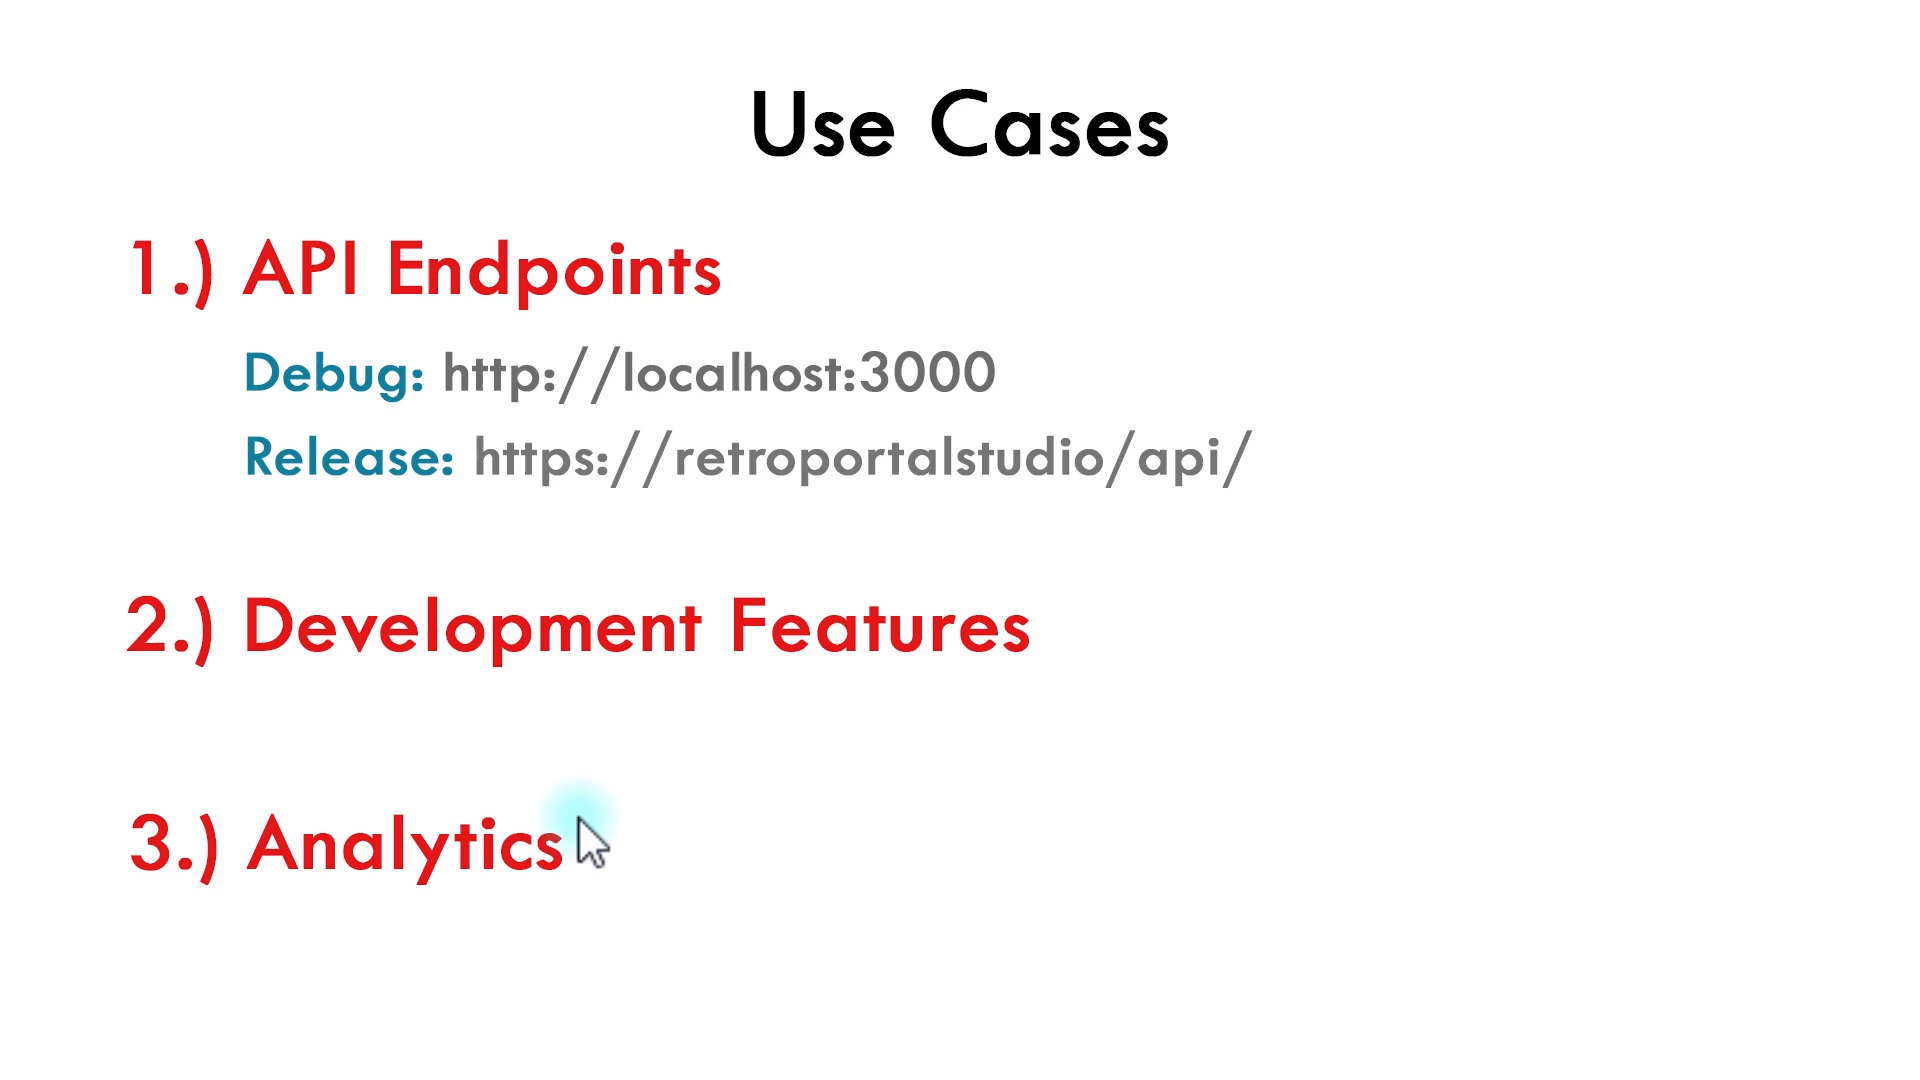 Use Cases
1.) API Endpoints
Debug: http://localhost:3000
Release: https://retroportalstudio/api/
2.) Development Features
3.) Analytics